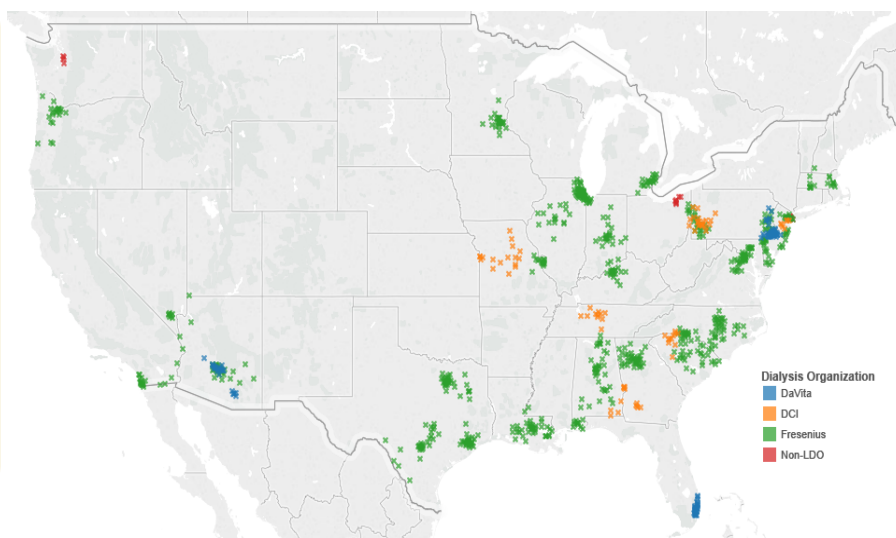 Dialysis Organization
DaVita
DCI
Fresenius
Non-LDO